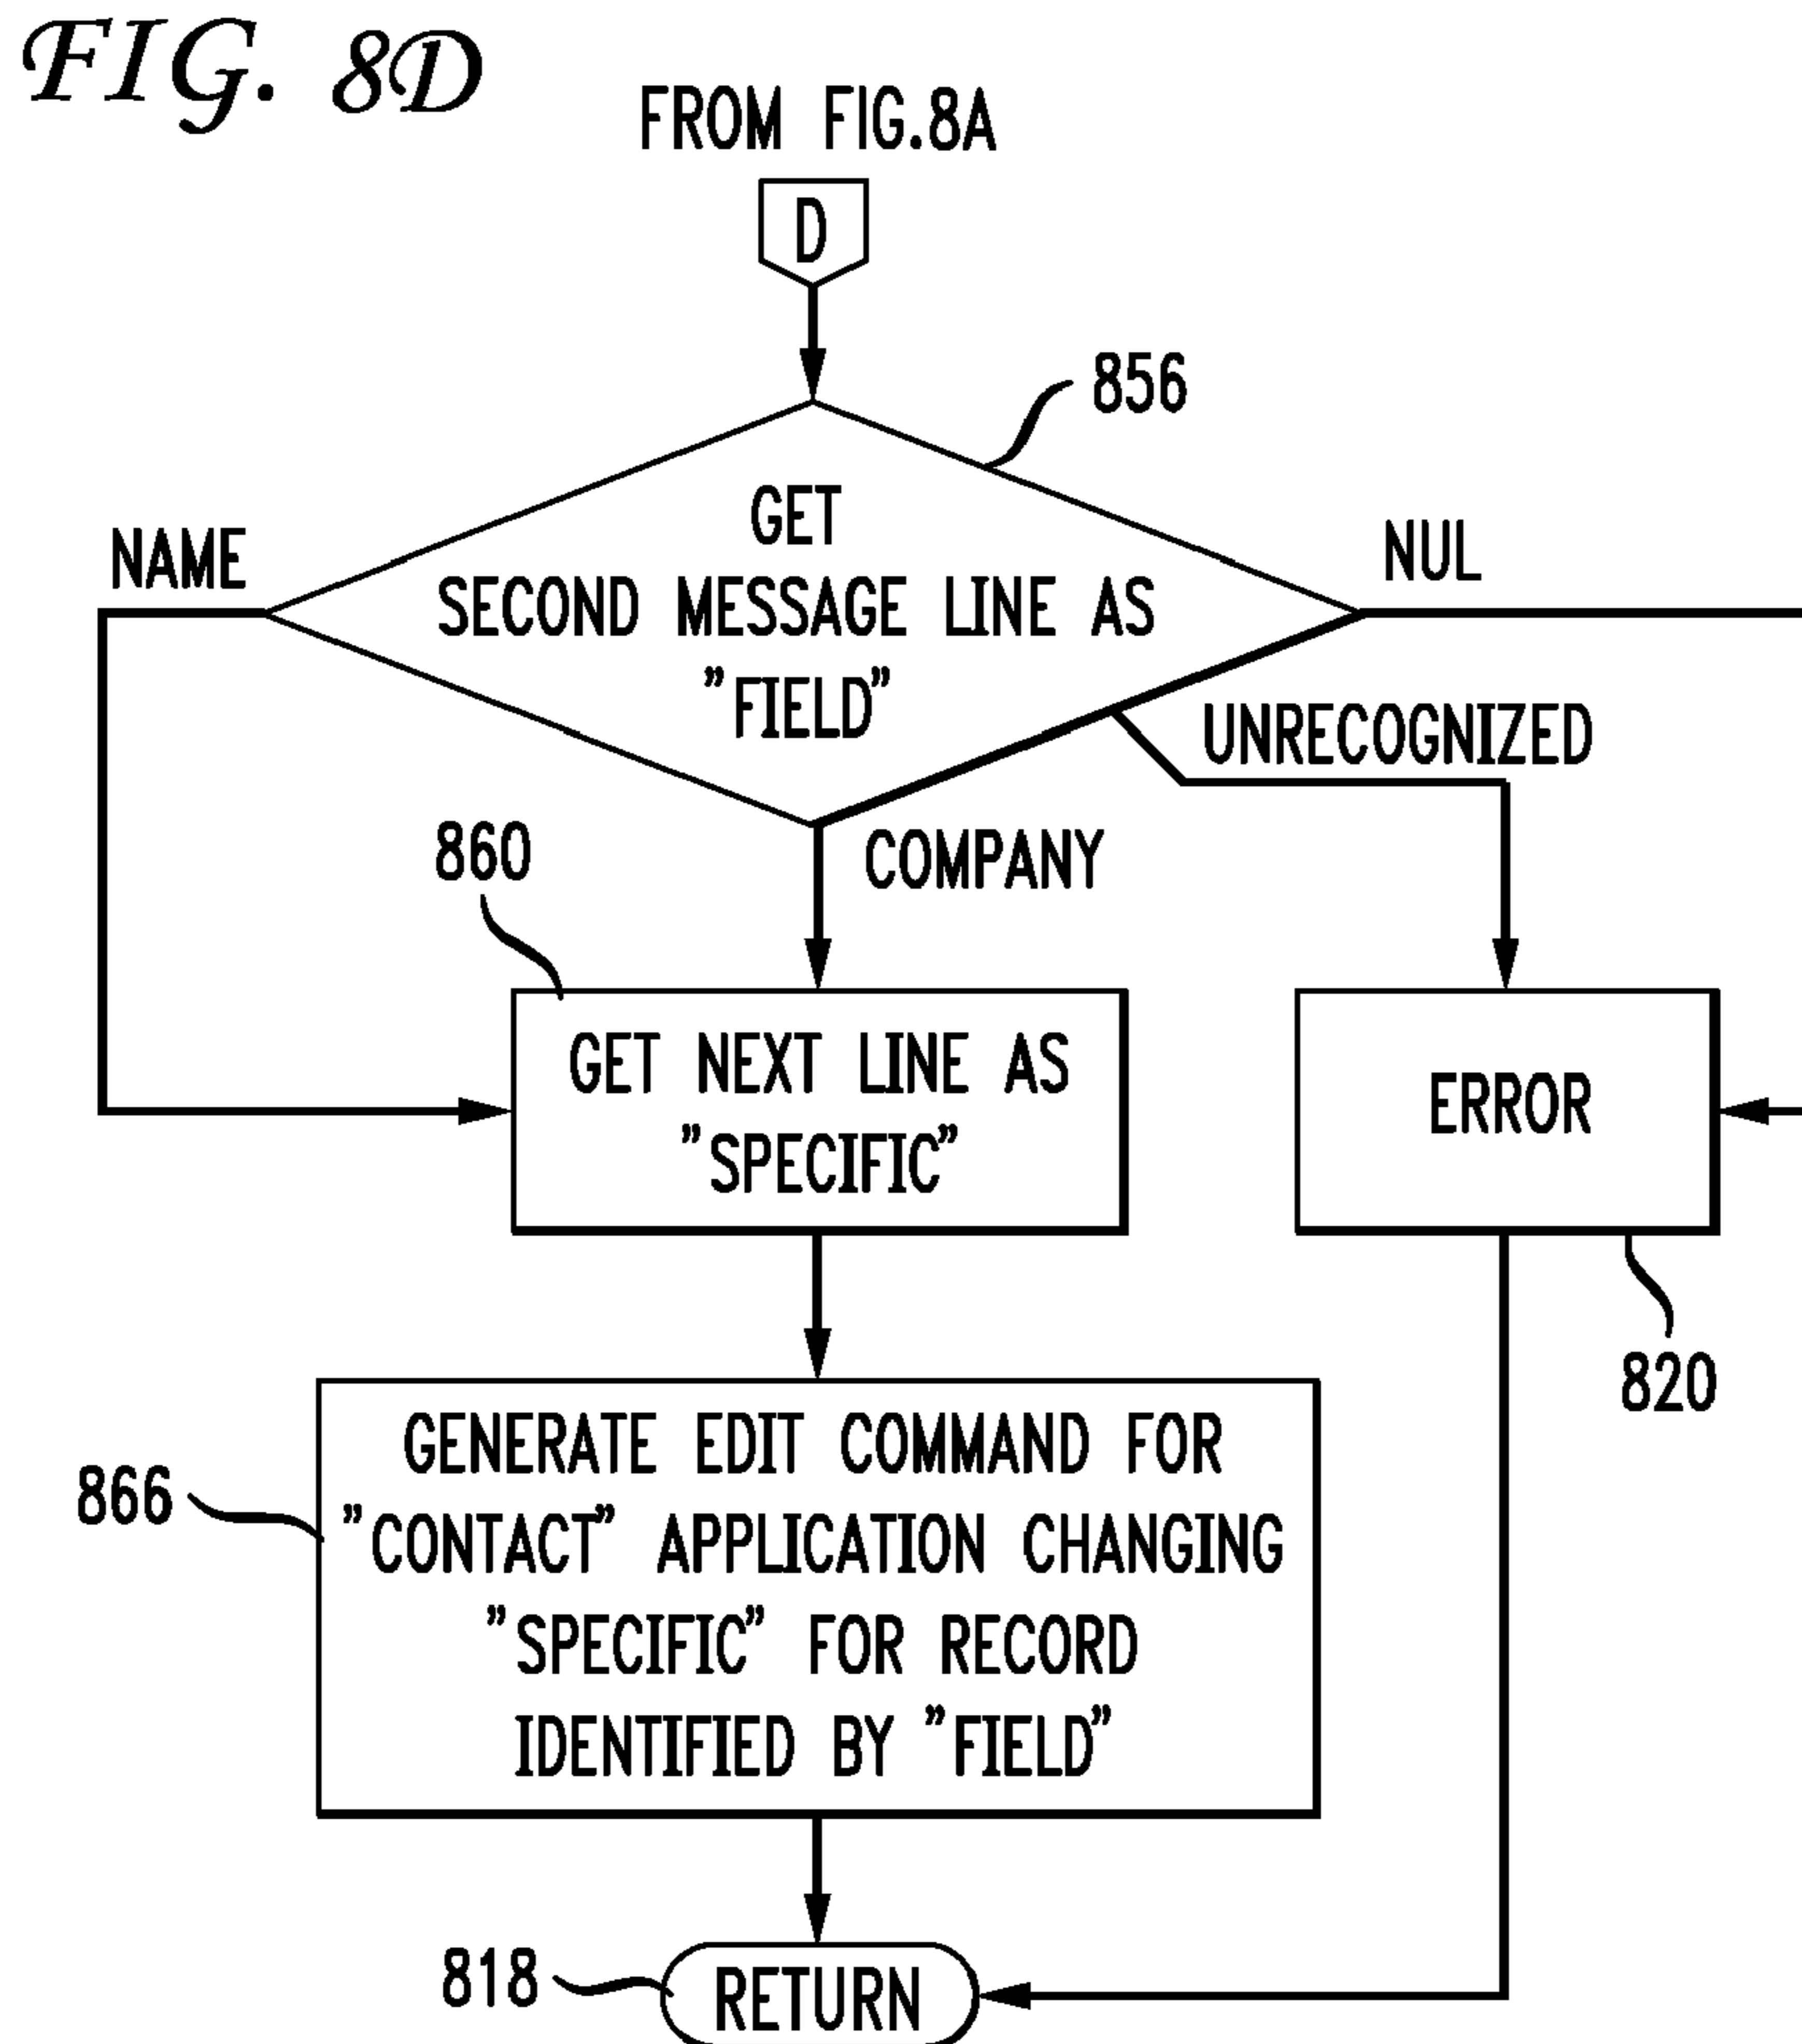 FIG. 8D
FROM FIG.8A
D
856
GET
SECOND MESSAGE LINE AS
"FIELD"
NAME
NUL
UNRECOGNIZED
COMPANY
860
GET NEXT LINE AS
"SPECIFIC"
ERROR
820
866
GENERATE EDIT COMMAND FOR
"CONTACT" APPLICATION CHANGING
"SPECIFIC" FOR RECORD
IDENTIFIED BY "FIELD"
818
RETURN